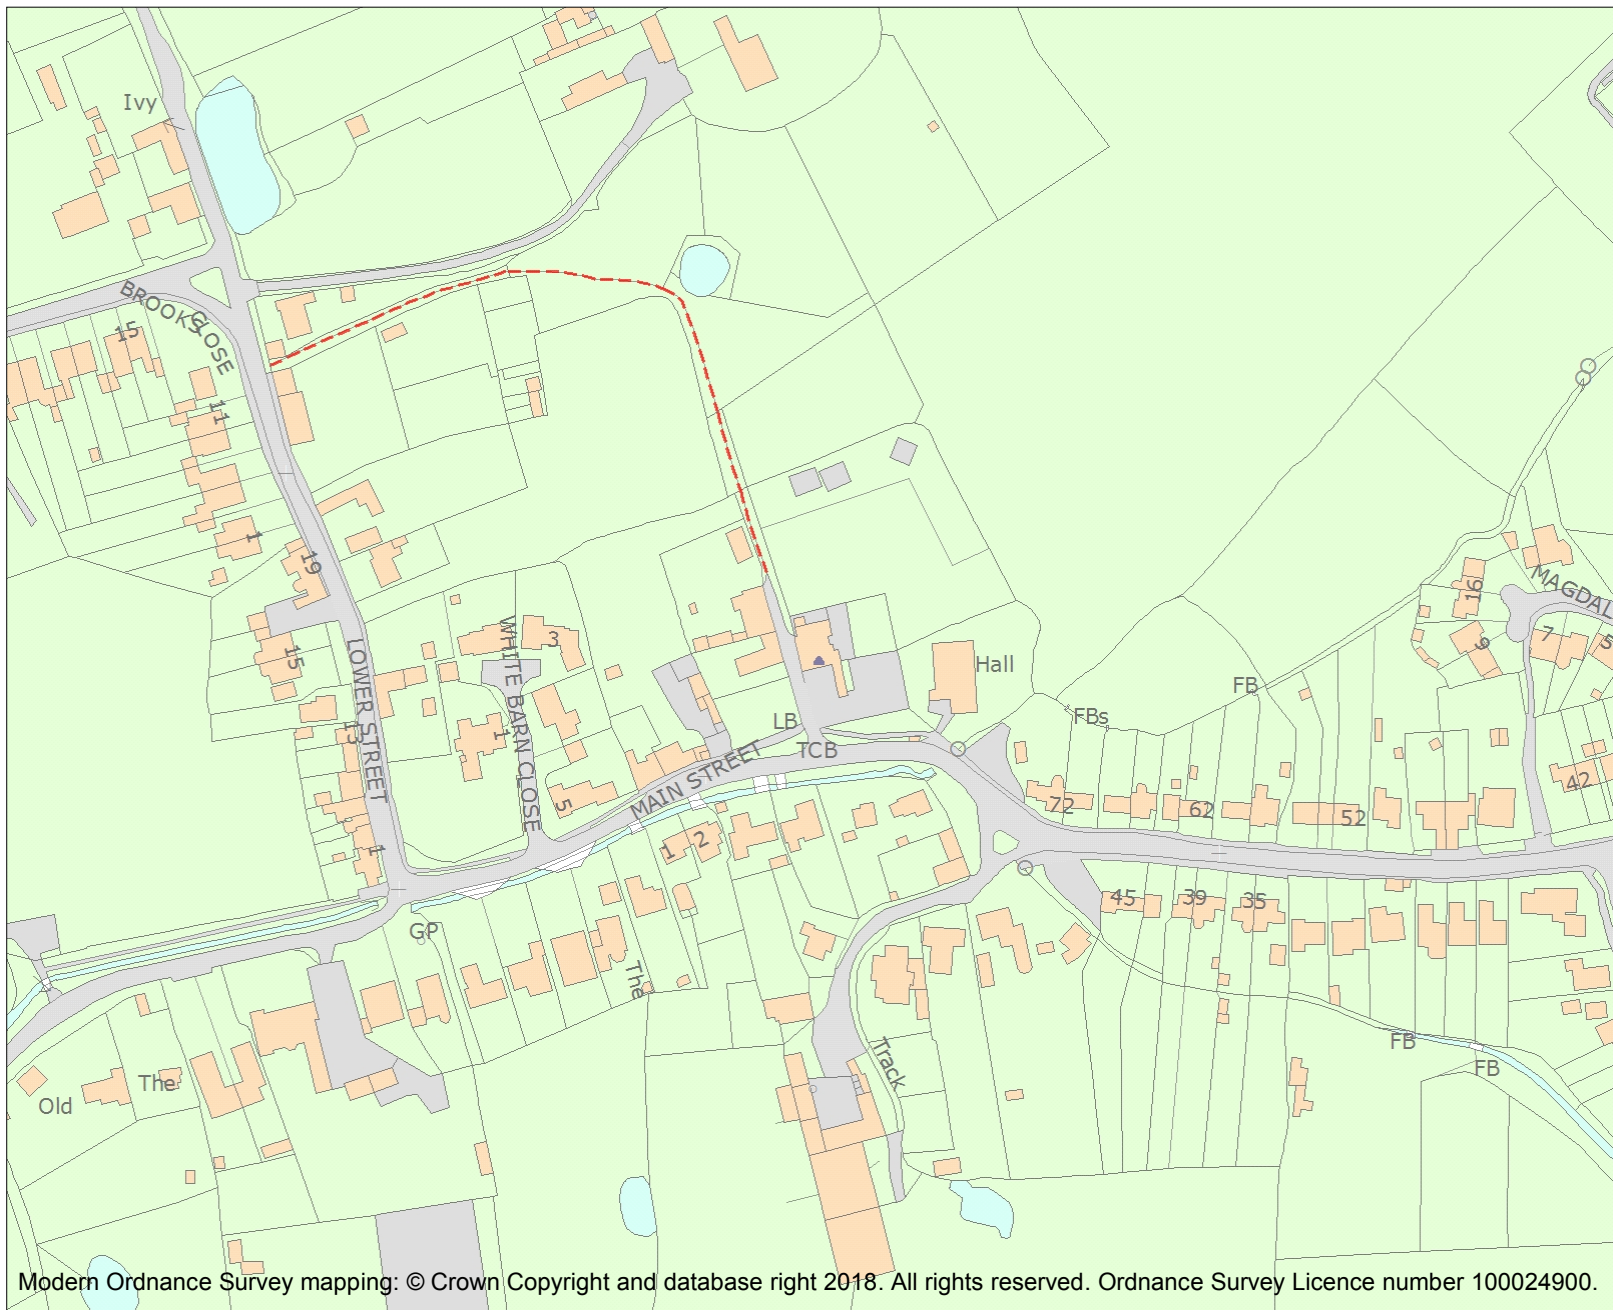 Ivy
BROOKS
CLOSE
15
11
1
19
15
LOWER STREET
13
1
WHITE BARN CLOSE
3
1
5
MAIN STREET
LB
TCB
Hall
FBs
FB
16
9
MAGDAL
7
5
42
72
62
52
1
2
45
39
35
GP
The
Track
FB
FB
The
Old
Modern Ordnance Survey mapping: © Crown Copyright and database right 2018. All rights reserved. Ordnance Survey Licence number 100024900.